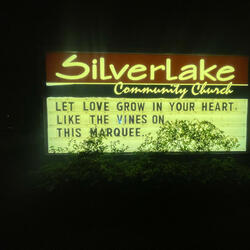 SilverLake
Community Church
LET LOVE GROW IN YOUR HEART
LIKE THE VINES ON
THIS MARQUEE